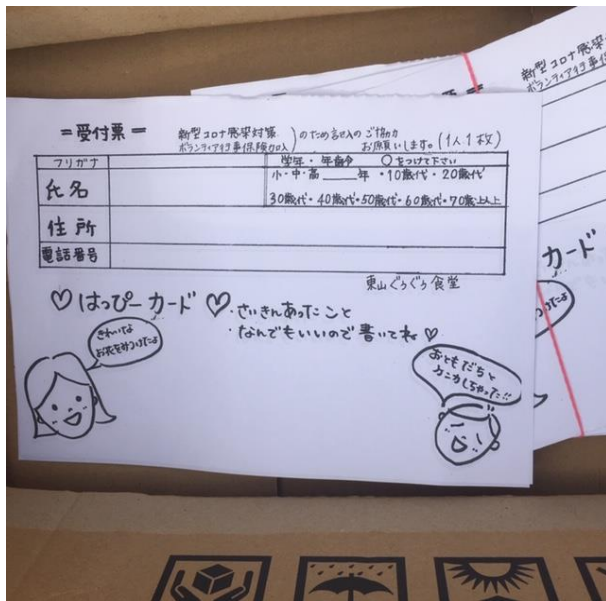 =受付票=
新型コロナ感染対策
ボランティア行事保険加入
)のため記入のご協力
お願いします。(1人1枚)
フリガナ
学年・年齢 ○をつけて下さい
氏名
小・中・高____年・10歳代・20歳代
30歳代・40歳代・50歳代・60歳代・70歳以上
住所
電話番号
東山ぐぅぐぅ食堂
♡はっぴーカード♡
・さいきんあったこと
・なんでもいいので書いてね♡
きれいな
お花をみつけたよ
おともだちと
ケンカしちゃった!!
新型コロナ感染
ボランティア行事保
カード